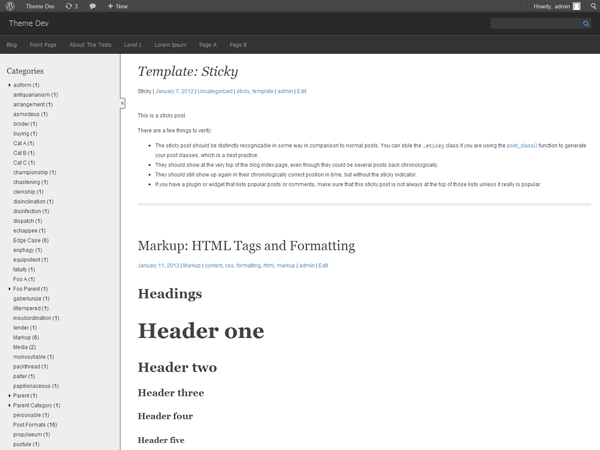 Theme Dev 3 + New Howdy, admin
Theme Dev
Blog Front Page About The Tests Level 1 Lorem Ipsum Page A Page B
Categories
aciform (1)
antiquarianism (1)
arrangement (1)
asmodeus (1)
broder (1)
buying (1)
Cat A (1)
Cat B (1)
Cat C (1)
championship (1)
chastening (1)
clerkship (1)
disinclination (1)
disinfection (1)
dispatch (1)
echappee (1)
Edge Case (6)
enphagy (1)
equipollent (1)
fatuity (1)
Foo A (1)
Foo Parent (1)
gaberlunzie (1)
illtempered (1)
insubordination (1)
lender (1)
Markup (6)
Media (2)
monosyllable (1)
packthread (1)
palter (1)
papilionaceous (1)
Parent (1)
Parent Category (1)
personable (1)
Post Formats (16)
propylaeum (1)
pustule (1)
Template: Sticky
Sticky | January 7, 2012 | Uncategorized | sticky, template | admin | Edit
This is a sticky post.
There are a few things to verify:
The sticky post should be distinctly recognizable in some way in comparison to normal posts. You can style the .sticky class if you are using the post_class() function to
generate your post classes, which is a best practice.
They should show at the very top of the blog index page, even though they could be several posts back chronologically.
They should still show up again in their chronologically correct postion in time, but without the sticky indicator.
If you have a plugin or widget that lists popular posts or comments, make sure that this sticky post is not always at the top of those lists unless it really is popular.
Markup: HTML Tags and Formatting
January 11, 2013 | Markup | content, css, formatting, html, markup | admin | Edit
Headings
Header one
Header two
Header three
Header four
Header five